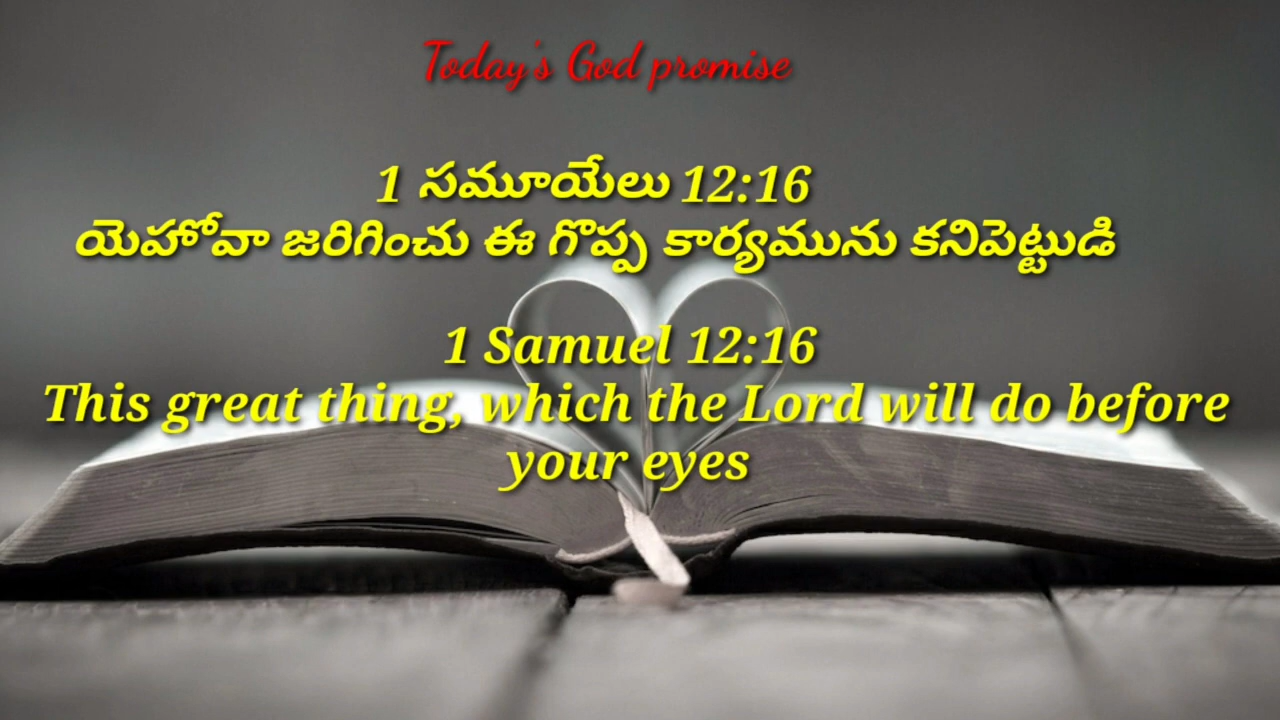 Today's God promise
1 సమూయేలు 12:16
యెహోవా జరిగించు ఈ గొప్ప కార్యమును కనిపెట్టుడి
1 Samuel 12:16
This great thing, which the Lord will do before
your eyes